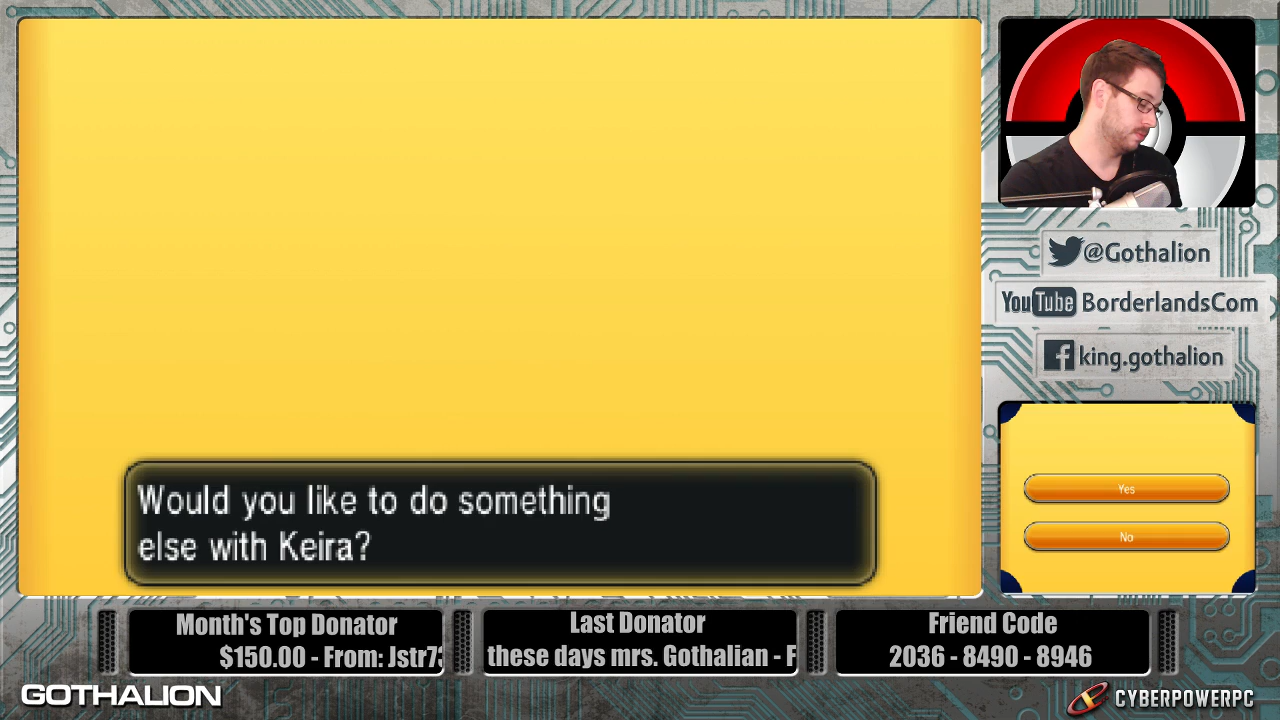 Would you like to do something
else with Keira?
@Gothalion
YouTube BorderlandsCom
king.gothalion
Yes
No
Month's Top Donator
$150.00 - From: Jstr7
Last Donator
these days mrs. Gothalian - F
Friend Code
2036 - 8490 - 8946
GOTHALION
CYBERPOWERPC